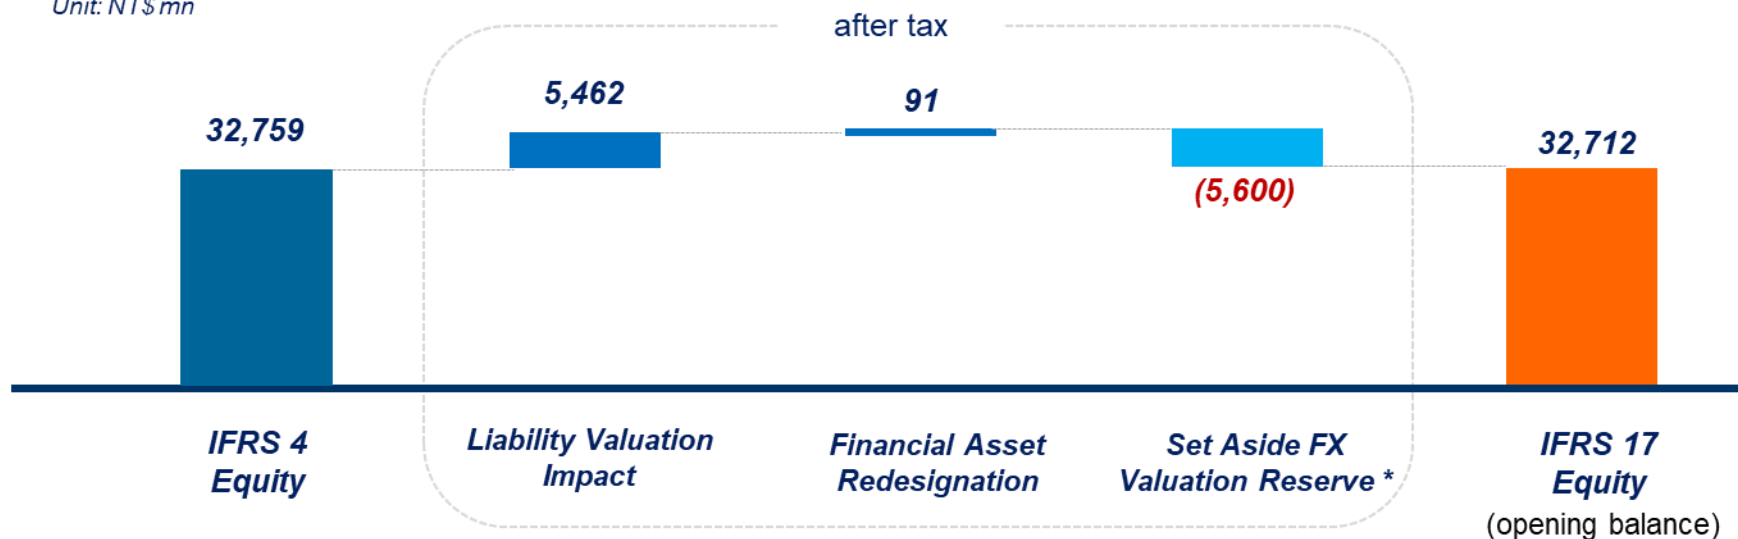 Unit: NT$ mn
after tax
32,759
5,462
91
(5,600)
32,712
IFRS 4
Equity
Liability Valuation
Impact
Financial Asset
Redesignation
Set Aside FX
Valuation Reserve *
IFRS 17
Equity
(opening balance)